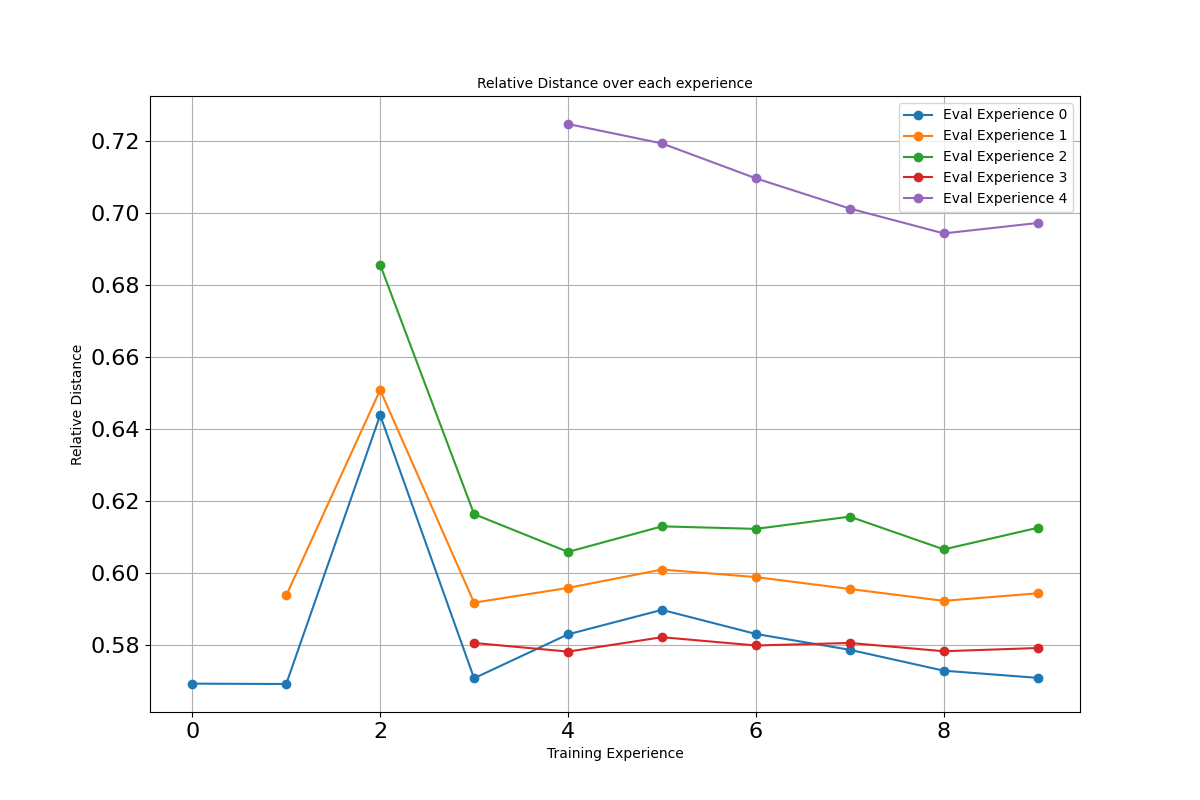 Relative Distance over each experience
Eval Experience 0
Eval Experience 1
Eval Experience 2
Eval Experience 3
Eval Experience 4
0.72
0.70
0.68
0.66
0.64
0.62
0.60
0.58
Relative Distance
0 2 4 6 8
Training Experience